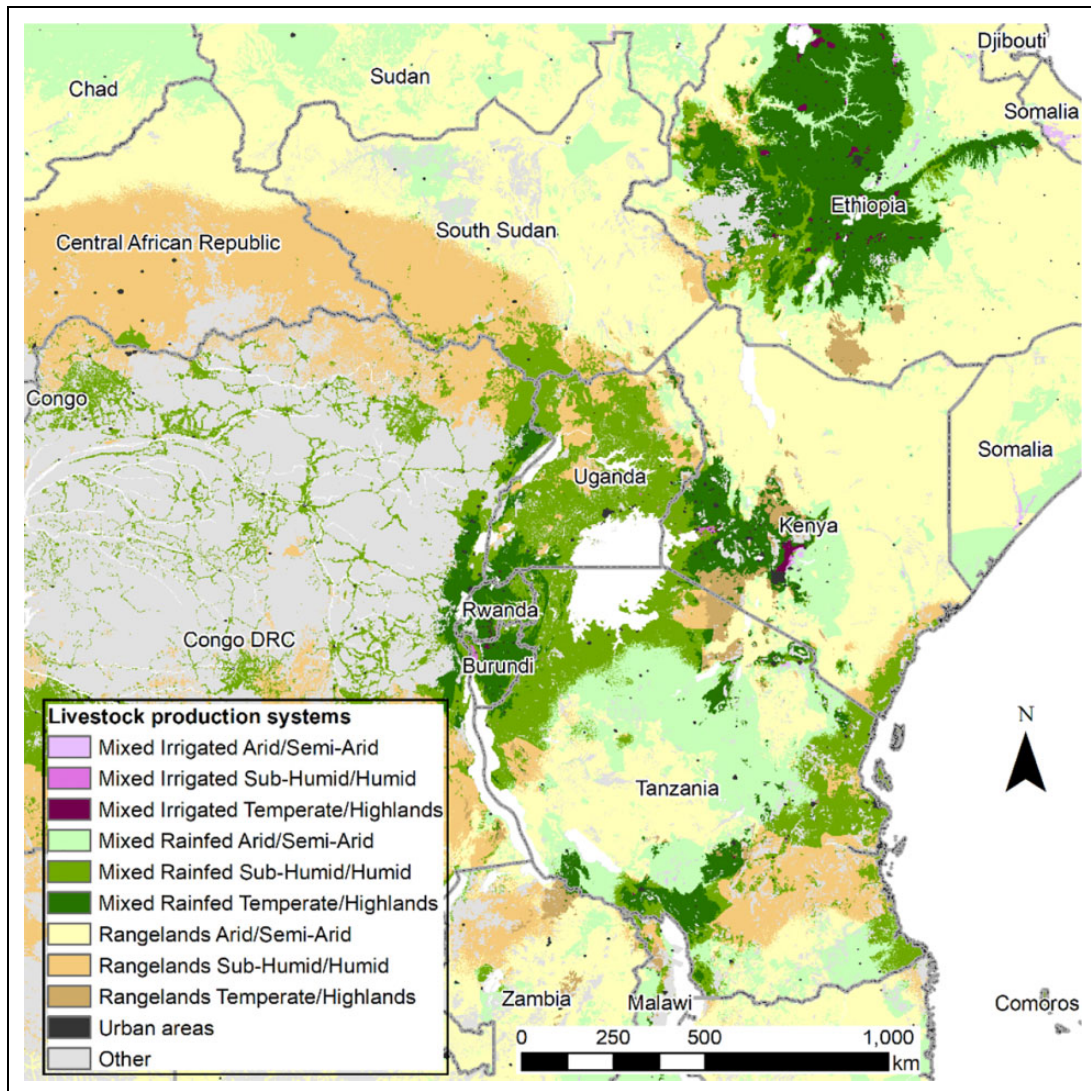 Djibouti
Sudan
Chad
Somalia
Ethiopia
South Sudan
Central African Republic
Congo
Uganda
Somalia
Kenya
Rwanda
Congo DRC
Burundi
Livestock production systems
Mixed Irrigated Arid/Semi-Arid
Mixed Irrigated Sub-Humid/Humid
Mixed Irrigated Temperate/Highlands
Mixed Rainfed Arid/Semi-Arid
Mixed Rainfed Sub-Humid/Humid
Mixed Rainfed Temperate/Highlands
Rangelands Arid/Semi-Arid
Rangelands Sub-Humid/Humid
Rangelands Temperate/Highlands
Urban areas
Other
N
Tanzania
Zambia
Malawi
Comoros
0 250 500 1,000
km